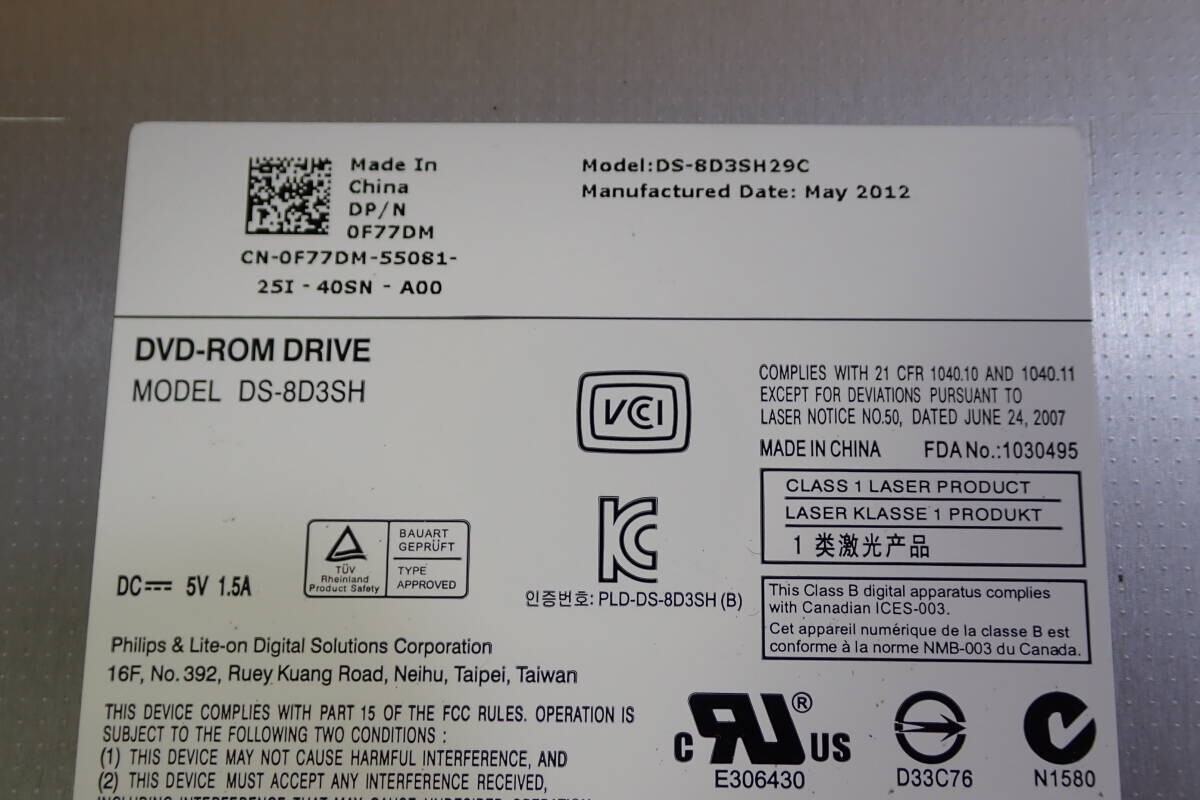 Made In
China
DP/N
0F77DM
CN-0F77DM-55081-
25I - 40SN - A00
Model:DS-8D3SH29C
Manufactured Date: May 2012
DVD-ROM DRIVE
MODEL DS-8D3SH
VCCI
COMPLIES WITH 21 CFR 1040.10 AND 1040.11
EXCEPT FOR DEVIATIONS PURSUANT TO
LASER NOTICE NO.50, DATED JUNE 24, 2007
MADE IN CHINA FDA No.:1030495
CLASS 1 LASER PRODUCT
LASER KLASSE 1 PRODUKT
1 类激光产品
TÜV
Rheinland
Product Safety
BAUART
GEPRÜFT
TYPE
APPROVED
DC 5V 1.5A
인증번호: PLD-DS-8D3SH (B)
This Class B digital apparatus complies
with Canadian ICES-003.
Cet appareil numérique de la classe B est
conforme à la norme NMB-003 du Canada.
Philips & Lite-on Digital Solutions Corporation
16F, No. 392, Ruey Kuang Road, Neihu, Taipei, Taiwan
THIS DEVICE COMPLIES WITH PART 15 OF THE FCC RULES. OPERATION IS
SUBJECT TO THE FOLLOWING TWO CONDITIONS :
(1) THIS DEVICE MAY NOT CAUSE HARMFUL INTERFERENCE, AND
(2) THIS DEVICE MUST ACCEPT ANY INTERFERENCE RECEIVED,
INCLUDING INTERFERENCE THAT MAY CAUSE UNDESIRED
c RU ® US
E306430
D33C76
N1580